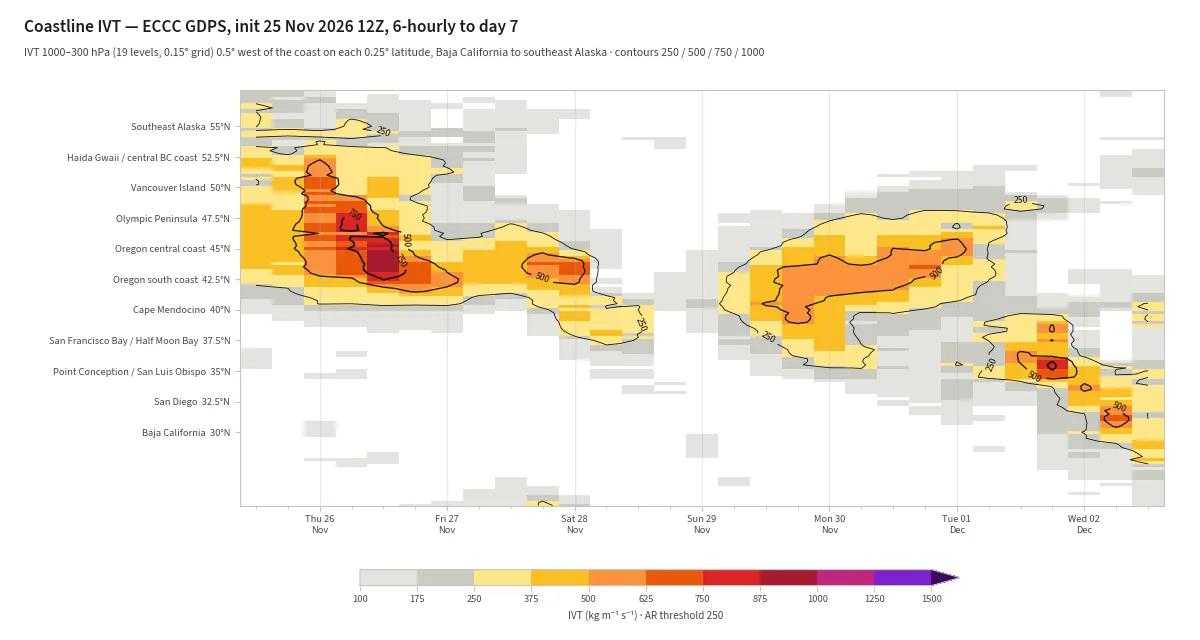 Coastline IVT — ECCC GDPS, init 25 Nov 2026 12Z, 6-hourly to day 7
IVT 1000–300 hPa (19 levels, 0.15° grid) 0.5° west of the coast on each 0.25° latitude, Baja California to southeast Alaska · contours 250 / 500 / 750 / 1000
Southeast Alaska 55°N
Haida Gwaii / central BC coast 52.5°N
Vancouver Island 50°N
Olympic Peninsula 47.5°N
Oregon central coast 45°N
Oregon south coast 42.5°N
Cape Mendocino 40°N
San Francisco Bay / Half Moon Bay 37.5°N
Point Conception / San Luis Obispo 35°N
San Diego 32.5°N
Baja California 30°N
250
250
750
500
750
500
500
250
250
250
500
500
Thu 26 Nov
Fri 27 Nov
Sat 28 Nov
Sun 29 Nov
Mon 30 Nov
Tue 01 Dec
Wed 02 Dec
100 175 250 375 500 625 750 875 1000 1250 1500
IVT (kg m⁻¹ s⁻¹) · AR threshold 250